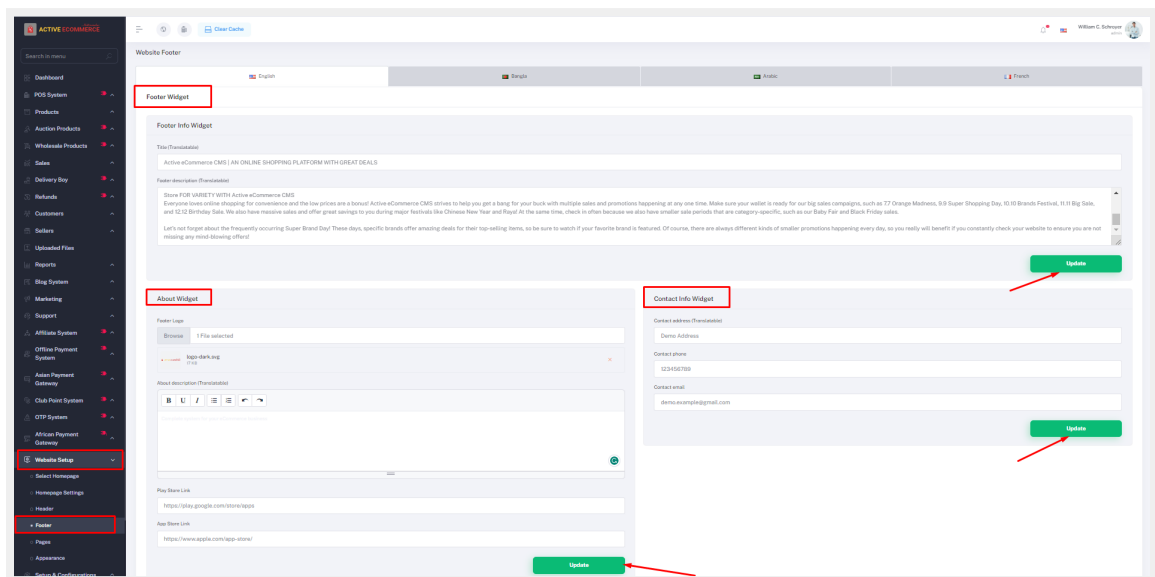 ACTIVE ECOMMERCE
Clear Cache
William C. Schroyer
admin
Search in menu
Website Footer
Dashboard
POS System
Products
Auction Products
Wholesale Products
Sales
Delivery Boy
Refunds
Customers
Sellers
Uploaded Files
Reports
Blog System
Marketing
Support
Affiliate System
Offline Payment
System
Asian Payment
Gateway
Club Point System
OTP System
African Payment
Gateway
Website Setup
Select Homepage
Homepage Settings
Header
Footer
Pages
Appearance
Setup & Configurations
English
Bangla
Arabic
French
Footer Widget
Footer Info Widget
Title (Translatable)
Active eCommerce CMS | AN ONLINE SHOPPING PLATFORM WITH GREAT DEALS
Footer description (Translatable)
Store FOR VARIETY WITH Active eCommerce CMS
Everyone loves online shopping for convenience and the low prices are a bonus! Active eCommerce CMS is here to help you get a bang for your buck with multiple sales and promotions happening at any one time. Make sure your wallet is ready for our big sales campaigns, such as 7.7 Orange Madness, 9.9 Super Shopping Day, 10.10 Brands Festival, 11.11 Big Sale,
and 12.12 Birthday Sale. We also have massive sales and offer great savings to you during major festivals like Chinese New Year and Raya! At the same time, check in often because we also have smaller sale periods that are category-specific, such as our Baby Fair and Black Friday sales.
Let's not forget about the frequently occurring Super Brand Day! These days, specific brands offer amazing deals for their top-selling items, so be sure to watch if your favorite brand is featured. Of course, there are always different kinds of smaller promotions happening every day, so you really will benefit if you constantly check your website to ensure you are not
missing any mind-blowing offers!
Update
About Widget
Footer Logo
Browse 1 File selected
logo-dark.svg
About description (Translatable)
B U I
Play Store Link
https://play.google.com/store/apps
App Store Link
https://www.apple.com/app-store/
Update
Contact Info Widget
Contact address (Translatable)
Demo Address
Contact phone
123456789
Contact email
demo.example@gmail.com
Update